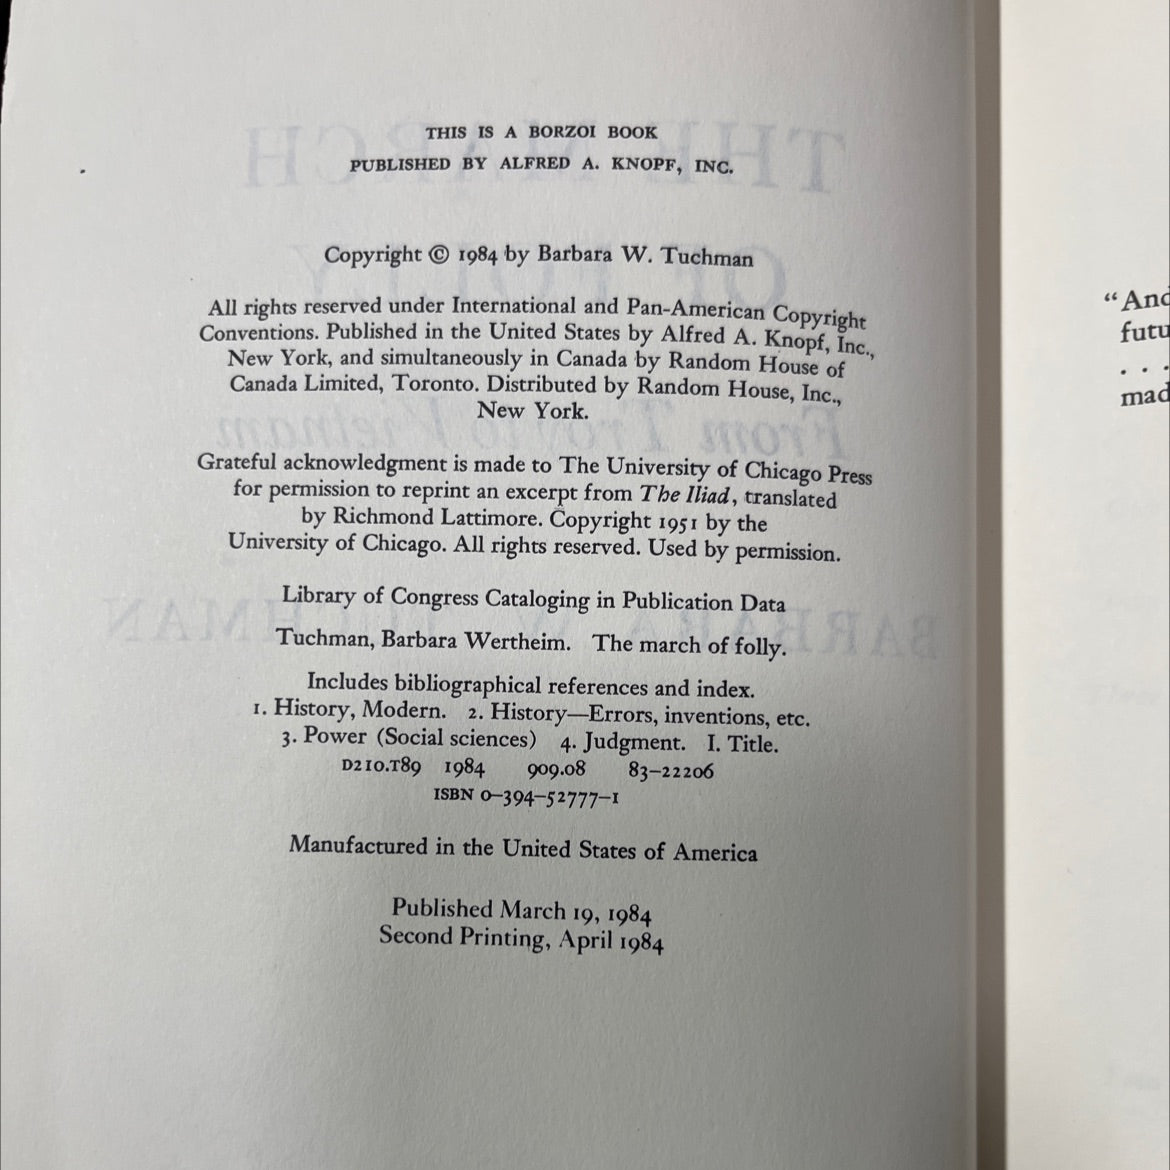 THIS IS A BORZOI BOOK
PUBLISHED BY ALFRED A. KNOPF, INC.
Copyright © 1984 by Barbara W. Tuchman
All rights reserved under International and Pan-American Copyright
Conventions. Published in the United States by Alfred A. Knopf, Inc.,
New York, and simultaneously in Canada by Random House of
Canada Limited, Toronto. Distributed by Random House, Inc.,
New York.
Grateful acknowledgment is made to The University of Chicago Press
for permission to reprint an excerpt from The Iliad, translated
by Richmond Lattimore. Copyright 1951 by the
University of Chicago. All rights reserved. Used by permission.
Library of Congress Cataloging in Publication Data
Tuchman, Barbara Wertheim. The march of folly.
Includes bibliographical references and index.
1. History, Modern. 2. History—Errors, inventions, etc.
3. Power (Social sciences) 4. Judgment. I. Title.
D210.T89 1984 909.08 83-22206
ISBN 0-394-52777-1
Manufactured in the United States of America
Published March 19, 1984
Second Printing, April 1984
“And
futu
. . .
mad